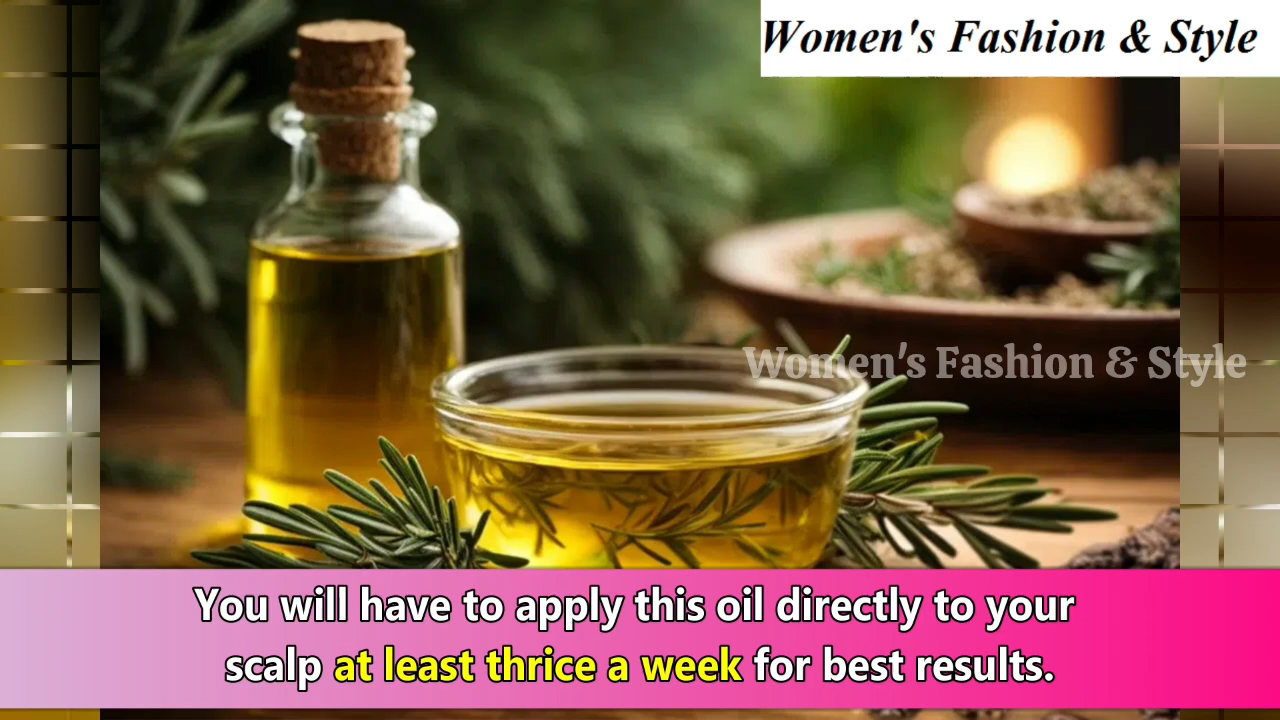 Women's Fashion & Style
Women's Fashion & Style
You will have to apply this oil directly to your
scalp at least thrice a week for best results.